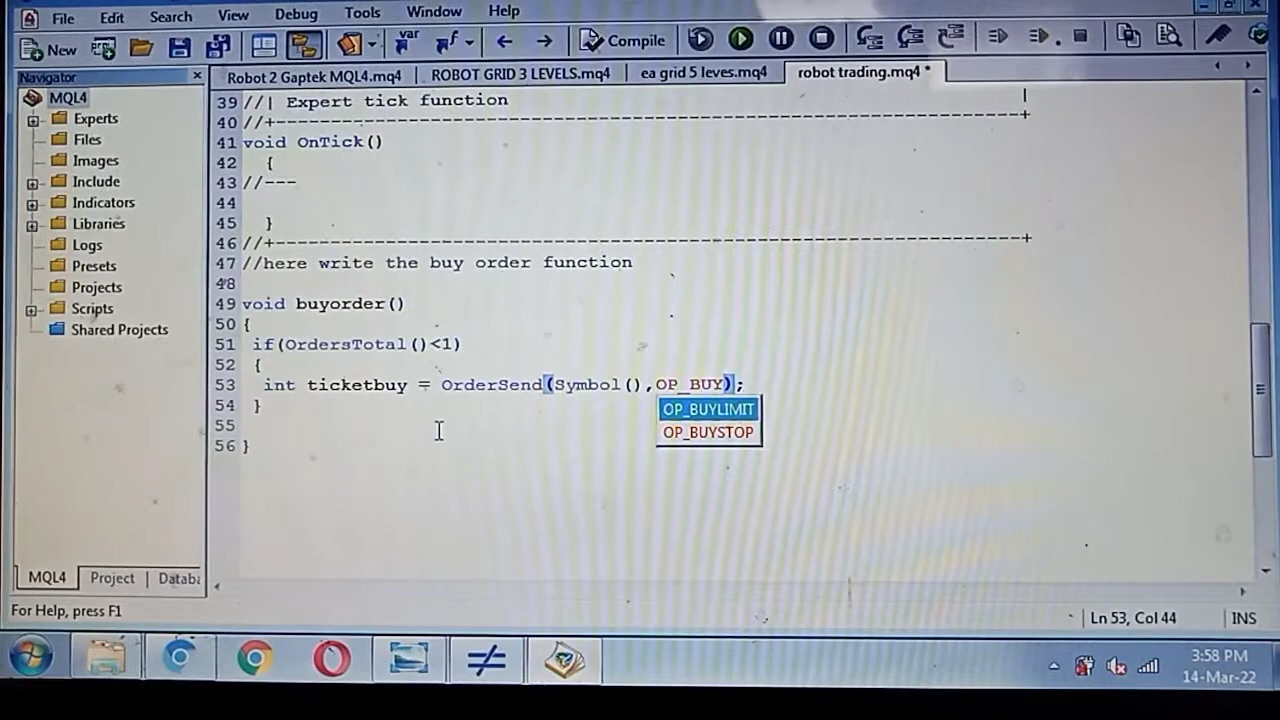 File Edit Search View Debug Tools Window Help
New var f Compile
Navigator
Robot 2 Gaptek MQL4.mq4 ROBOT GRID 3 LEVELS.mq4 ea grid 5 leves.mq4 robot trading.mq4 *
MQL4
Experts
Files
Images
Include
Indicators
Libraries
Logs
Presets
Projects
Scripts
Shared Projects
39 //| Expert tick function |
40 //+------------------------------------------------------------------+
41 void OnTick()
42 {
43 //---
44
45 }
46 //+------------------------------------------------------------------+
47 //here write the buy order function
48
49 void buyorder()
50 {
51 if(OrdersTotal()<1)
52 {
53 int ticketbuy = OrderSend(Symbol(),OP_BUY);
54 }
55
56 }
OP_BUYLIMIT
OP_BUYSTOP
MQL4 Project Databa
For Help, press F1
Ln 53, Col 44 INS
3:58 PM
14-Mar-22